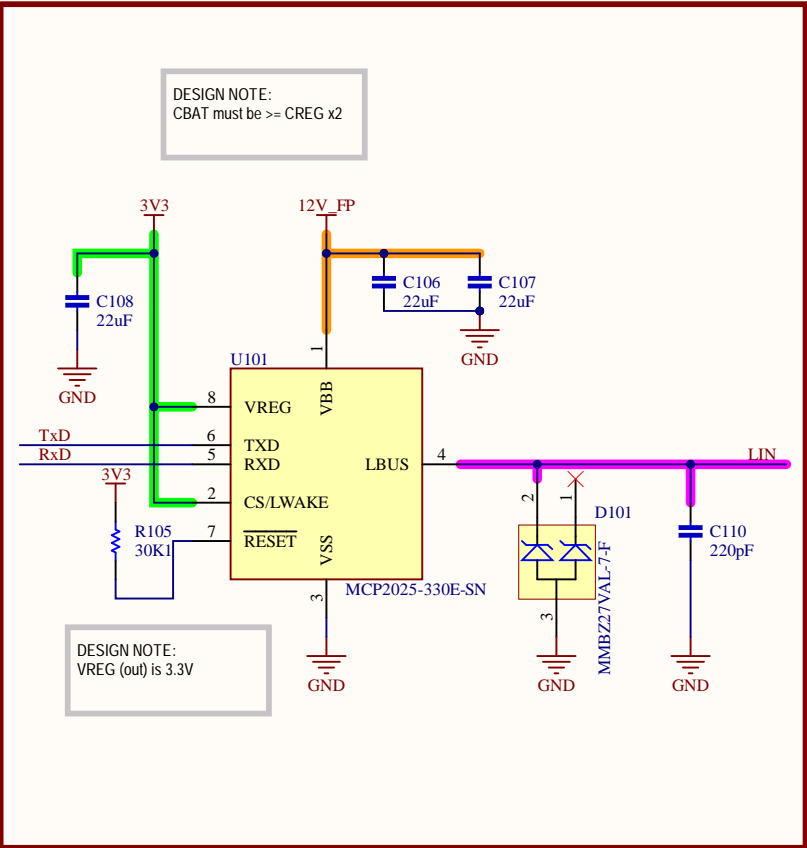 DESIGN NOTE:
CBAT must be >= CREG x2
3V3
12V_FP
C108
22uF
C106
22uF
C107
22uF
GND
GND
U101
1
VBB
8
VREG
TxD
6
TXD
RxD
5
RXD
LBUS
4
LIN
3V3
2
CS/LWAKE
R105
30K1
7
RESET
VSS
3
MCP2025-330E-SN
2
1
D101
MMBZ27VAL-7-F
3
C110
220pF
DESIGN NOTE:
VREG (out) is 3.3V
GND
GND
GND